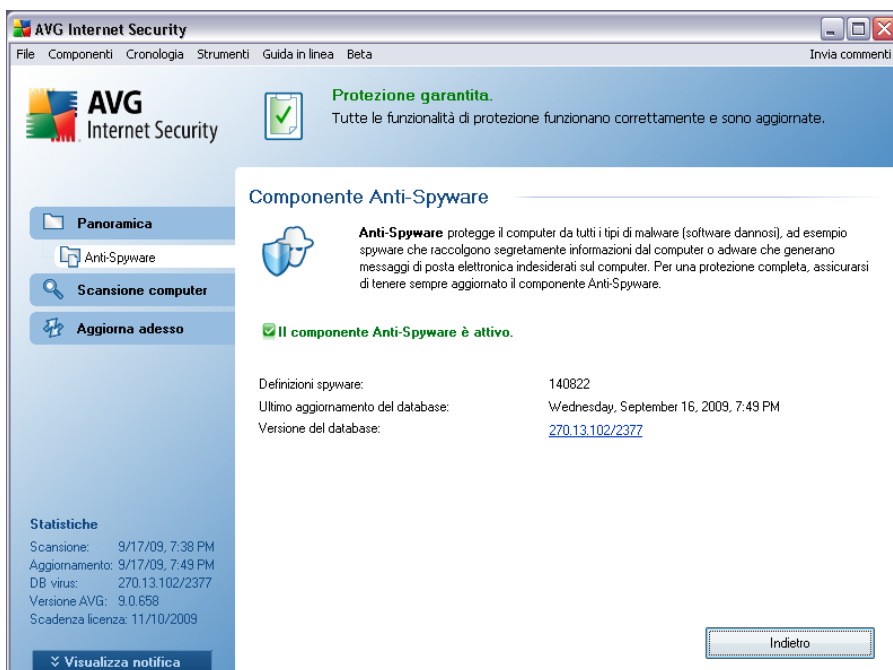 AVG Internet Security
File Componenti Cronologia Strumenti Guida in linea Beta Invia commenti
AVG
Internet Security
Protezione garantita.
Tutte le funzionalità di protezione funzionano correttamente e sono aggiornate.
Panoramica
Anti-Spyware
Scansione computer
Aggiorna adesso
Componente Anti-Spyware
Anti-Spyware protegge il computer da tutti i tipi di malware (software dannosi), ad esempio
spyware che raccolgono segretamente informazioni dal computer o adware che generano
messaggi di posta elettronica indesiderati sul computer. Per una protezione completa, assicurarsi
di tenere sempre aggiornato il componente Anti-Spyware.
Il componente Anti-Spyware è attivo.
Definizioni spyware: 140822
Ultimo aggiornamento del database: Wednesday, September 16, 2009, 7:49 PM
Versione del database: 270.13.102/2377
Statistiche
Scansione: 9/17/09, 7:38 PM
Aggiornamento: 9/17/09, 7:49 PM
DB virus: 270.13.102/2377
Versione AVG: 9.0.658
Scadenza licenza: 11/10/2009
Visualizza notifica
Indietro